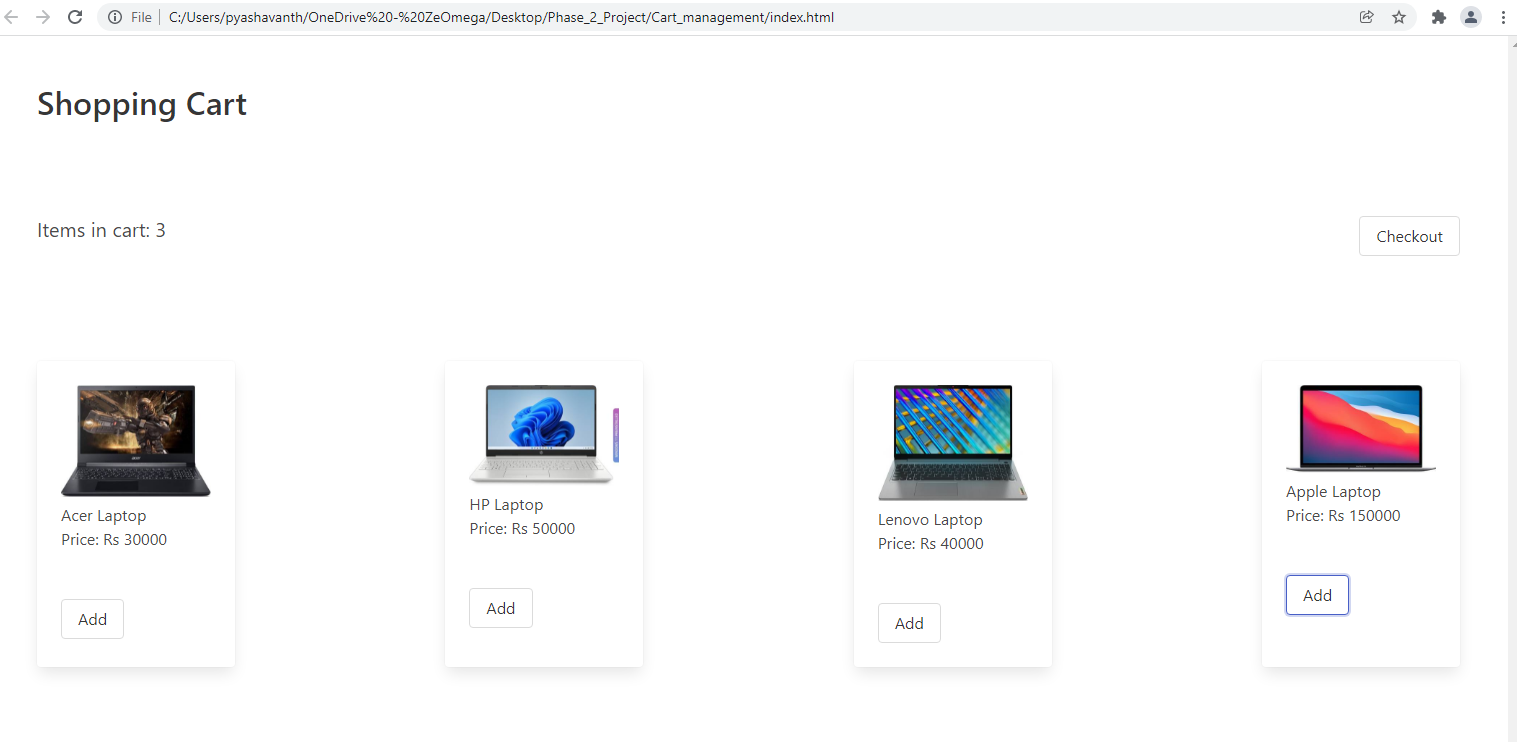 File | C:/Users/pyashavanth/OneDrive%20-%20ZeOmega/Desktop/Phase_2_Project/Cart_management/index.html
Shopping Cart
Items in cart: 3
Checkout
Acer Laptop
Price: Rs 30000
Add
HP Laptop
Price: Rs 50000
Add
Lenovo Laptop
Price: Rs 40000
Add
Apple Laptop
Price: Rs 150000
Add